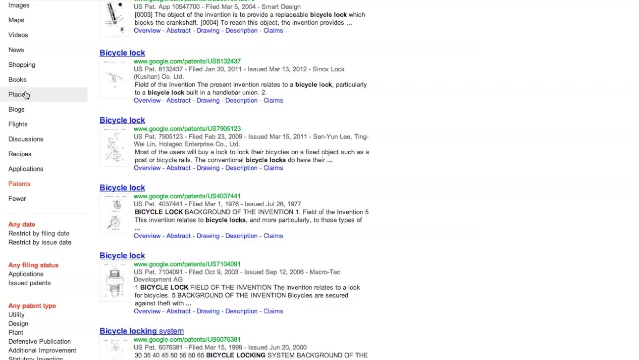 Images
Maps
Videos
News
Shopping
Books
Places
Blogs
Flights
Discussions
Recipes
Applications
Patents
Fewer
Any date
Restrict by filing date
Restrict by issue date
Any filing status
Applications
Issued patents
Any patent type
Utility
Design
Plant
Defensive Publication
Additional Improvement
Statutory Invention
US Pat. App 10547700 - Filed Mar 5, 2004 - Smart Design
[0003] The object of the invention is to provide a replaceable bicycle lock which
blocks the crankshaft. [0004] To reach this object, the invention provides ...
Overview - Abstract - Drawing - Description - Claims
Bicycle lock
www.google.com/patents/US8132437
US Pat. 8132437 - Filed Jan 20, 2011 - Issued Mar 13, 2012 - Sinox Lock
(Kushan) Co. Ltd.
Field of the Invention The present invention relates to a bicycle lock, particularly
to a bicycle lock built in a handlebar union. 2.
Overview - Abstract - Drawing - Description - Claims
Bicycle lock
www.google.com/patents/US7905123
US Pat. 7905123 - Filed Feb 23, 2009 - Issued Mar 15, 2011 - Sen-Yun Lee, Ting-
Wei Lin, Holageo Electronics Co., Ltd.
Most of the users will buy a lock to lock their bicycles on a fixed object such as a
post or bicycle rails. The conventional bicycle locks do have their ...
Overview - Abstract - Drawing - Description - Claims
Bicycle lock
www.google.com/patents/US4037441
US Pat. 4037441 - Filed Mar 1, 1976 - Issued Jul 26, 1977
BICYCLE LOCK BACKGROUND OF THE INVENTION 1. Field of the Invention 5
This invention relates to bicycle locks, and more particularly, to those types of
...
Overview - Abstract - Drawing - Description - Claims
Bicycle lock
www.google.com/patents/US7104091
US Pat. 7104091 - Filed Oct 9, 2003 - Issued Sep 12, 2006 - Macro-Tec
Development AG
1 BICYCLE LOCK FIELD OF THE INVENTION The invention relates to a lock
for bicycles. 5 BACKGROUND OF THE INVENTION Bicycles are secured
against theft with ...
Overview - Abstract - Drawing - Description - Claims
Bicycle locking system
www.google.com/patents/US6076381
US Pat. 6076381 - Filed Mar 15, 1999 - Issued Jun 20, 2000
30 35 40 45 50 55 60 65 BICYCLE LOCKING SYSTEM BACKGROUND OF THE